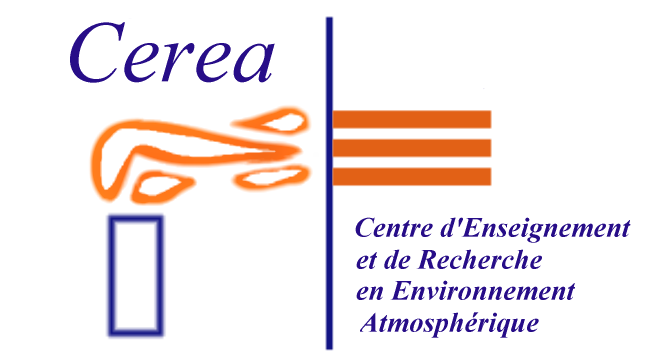 Cerea
Centre d'Enseignement
et de Recherche
en Environnement
Atmosphérique